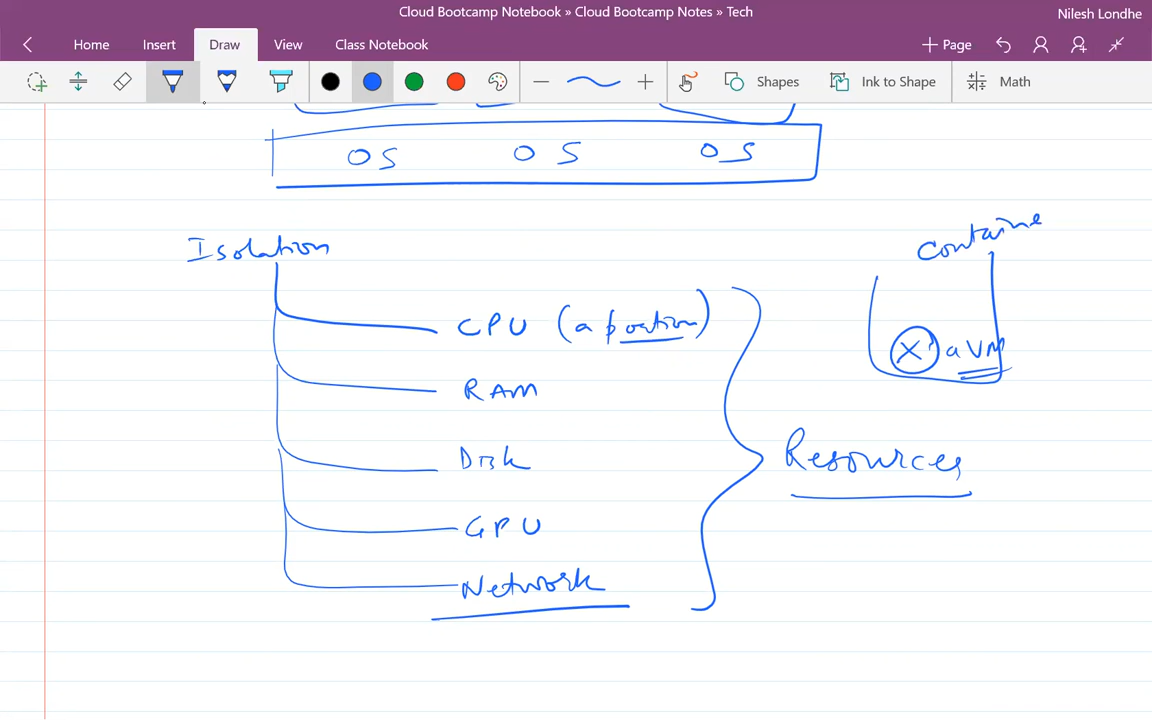 Cloud Bootcamp Notebook » Cloud Bootcamp Notes » Tech
Nilesh Londhe
Home Insert Draw View Class Notebook
Page
Shapes Ink to Shape Math
OS OS OS
Isolation
Containe
CPU (a portion)
X a VM
RAM
Disk
Resources
GPU
Network